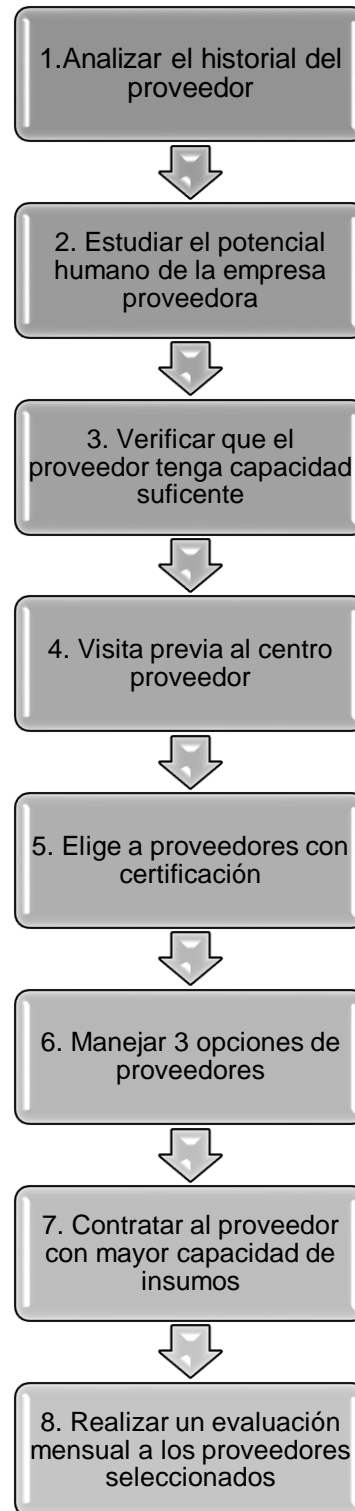 1.Analizar el historial del
proveedor
2. Estudiar el potencial
humano de la empresa
proveedora
3. Verificar que el
proveedor tenga capacidad
suficente
4. Visita previa al centro
proveedor
5. Elige a proveedores con
certificación
6. Manejar 3 opciones de
proveedores
7. Contratar al proveedor
con mayor capacidad de
insumos
8. Realizar un evaluación
mensual a los proveedores
seleccionados